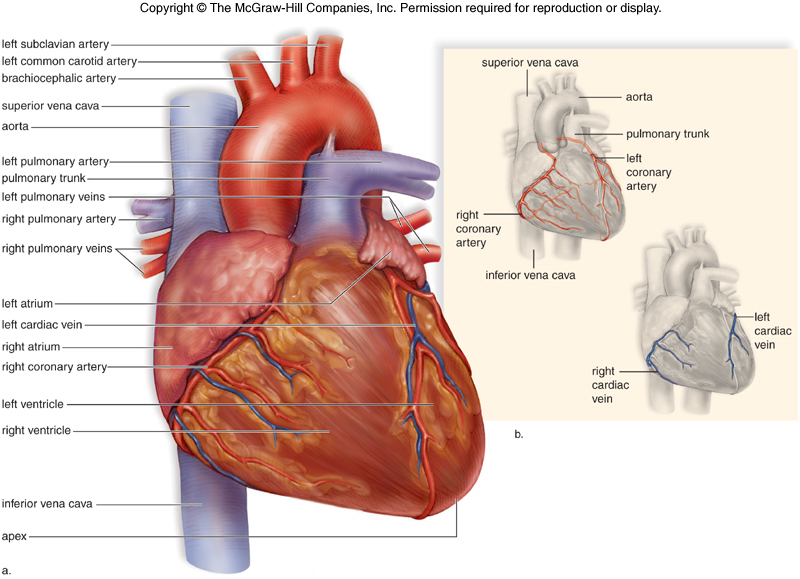 Copyright © The McGraw-Hill Companies, Inc. Permission required for reproduction or display.
left subclavian artery
left common carotid artery
brachiocephalic artery
superior vena cava
aorta
left pulmonary artery
pulmonary trunk
left pulmonary veins
right pulmonary artery
right pulmonary veins
left atrium
left cardiac vein
right atrium
right coronary artery
left ventricle
right ventricle
inferior vena cava
apex
a.
superior vena cava
aorta
pulmonary trunk
left
coronary
artery
right
coronary
artery
inferior vena cava
left
cardiac
vein
right
cardiac
vein
b.